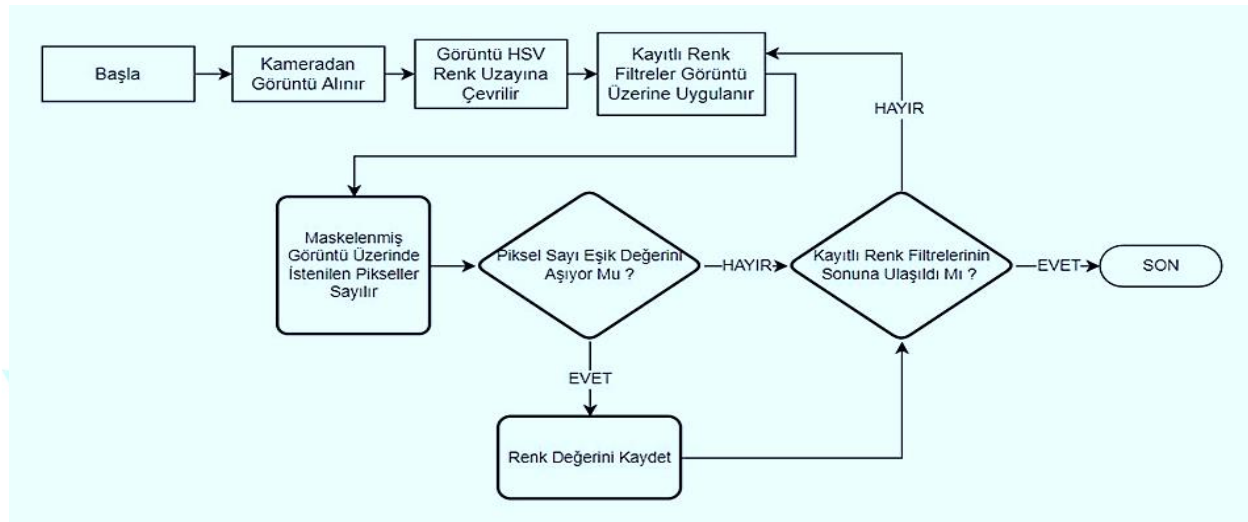 Başla
Kameradan
Görüntü Alınır
Görüntü HSV
Renk Uzayına
Çevrilir
Kayıtlı Renk
Filtreler Görüntü
Üzerine Uygulanır
HAYIR
Maskelenmiş
Görüntü Üzerinde
İstenilen Pikseller
Sayılır
Piksel Sayı Eşik Değerini
Aşıyor Mu ?
HAYIR
Kayıtlı Renk Filtrelerinin
Sonuna Ulaşıldı Mı ?
EVET
SON
EVET
Renk Değerini Kaydet